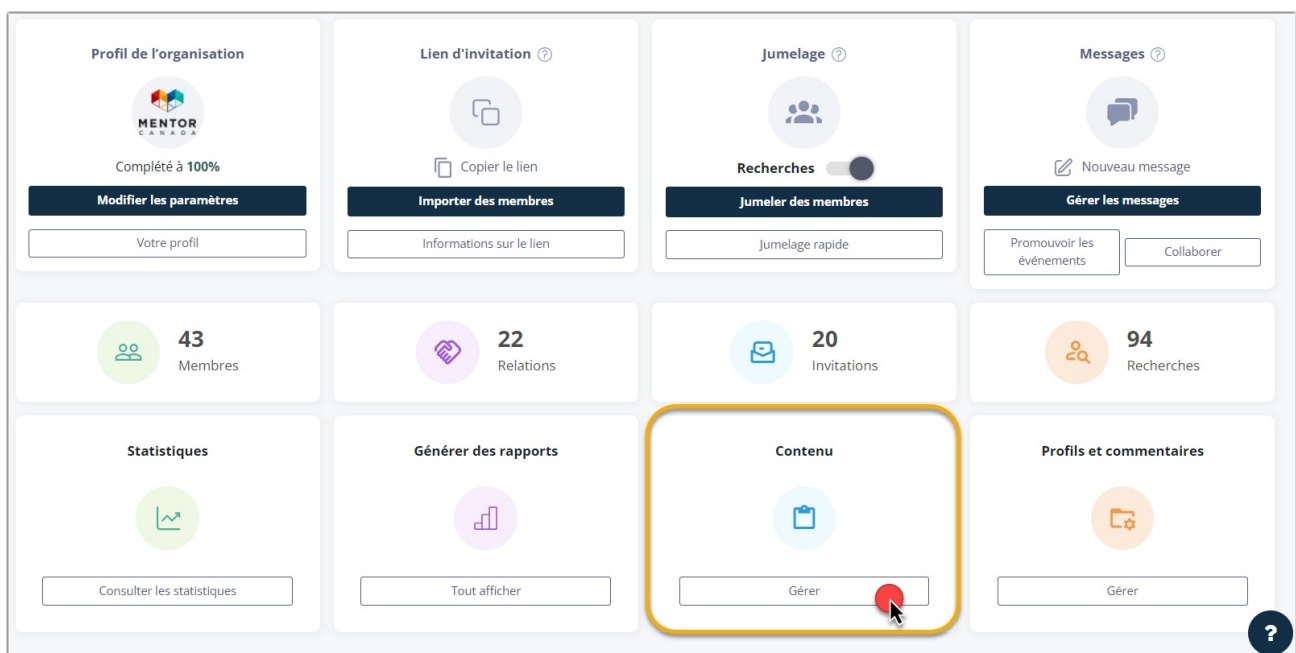 Profil de l'organisation
MENTOR
CANADA
Complété à 100%
Modifier les paramètres
Votre profil
Lien d'invitation ?
Copier le lien
Importer des membres
Informations sur le lien
Jumelage ?
Recherches
Jumeler des membres
Jumelage rapide
Messages ?
Nouveau message
Gérer les messages
Promouvoir les
événements
Collaborer
43
Membres
22
Relations
20
Invitations
94
Recherches
Statistiques
Consulter les statistiques
Générer des rapports
Tout afficher
Contenu
Gérer
Profils et commentaires
Gérer
?